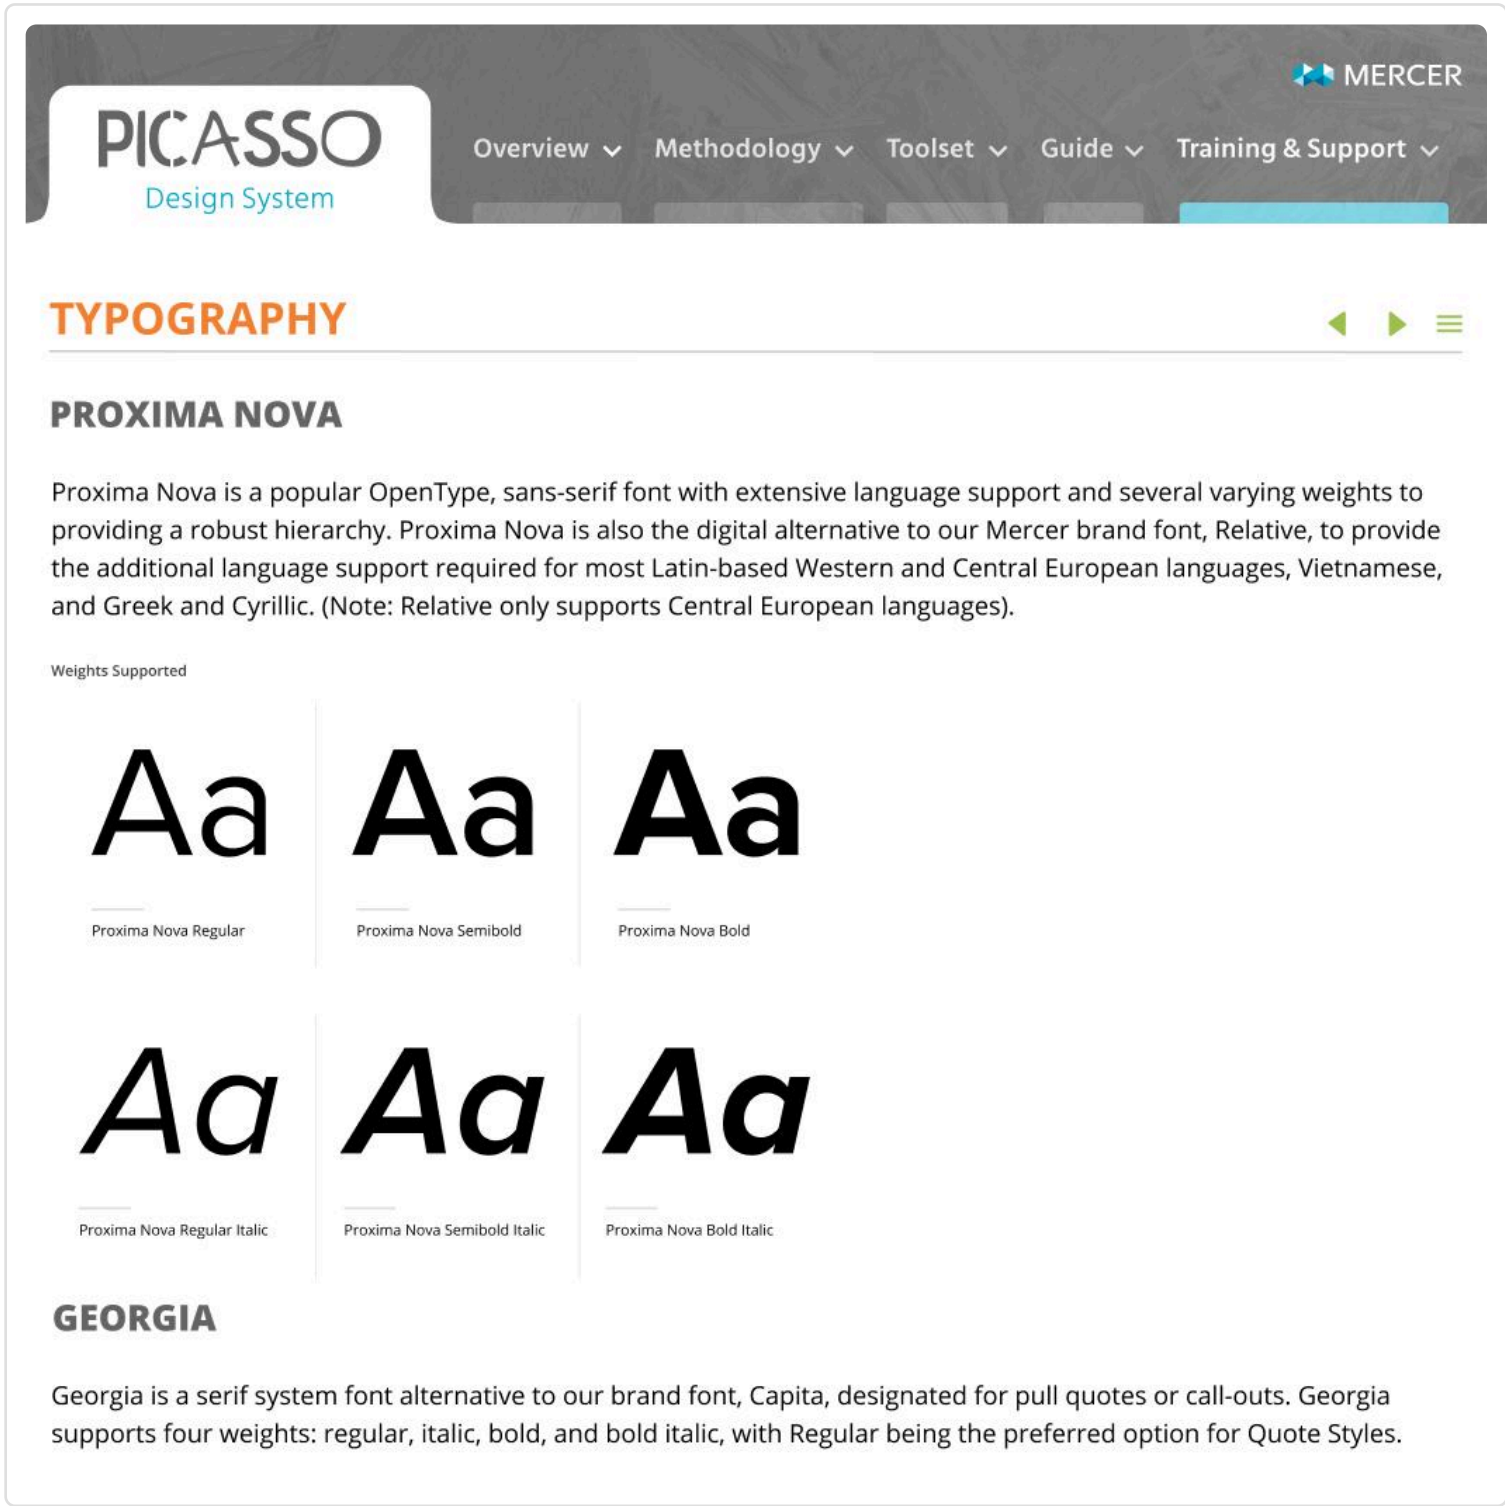 MERCER
PICASSO
Design System
Overview Methodology Toolset Guide Training & Support
TYPOGRAPHY
PROXIMA NOVA
Proxima Nova is a popular OpenType, sans-serif font with extensive language support and several varying weights to
providing a robust hierarchy. Proxima Nova is also the digital alternative to our Mercer brand font, Relative, to provide
the additional language support required for most Latin-based Western and Central European languages, Vietnamese,
and Greek and Cyrillic. (Note: Relative only supports Central European languages).
Weights Supported
Aa Aa Aa
Proxima Nova Regular Proxima Nova Semibold Proxima Nova Bold
Aa Aa Aa
Proxima Nova Regular Italic Proxima Nova Semibold Italic Proxima Nova Bold Italic
GEORGIA
Georgia is a serif system font alternative to our brand font, Capita, designated for pull quotes or call-outs. Georgia
supports four weights: regular, italic, bold, and bold italic, with Regular being the preferred option for Quote Styles.